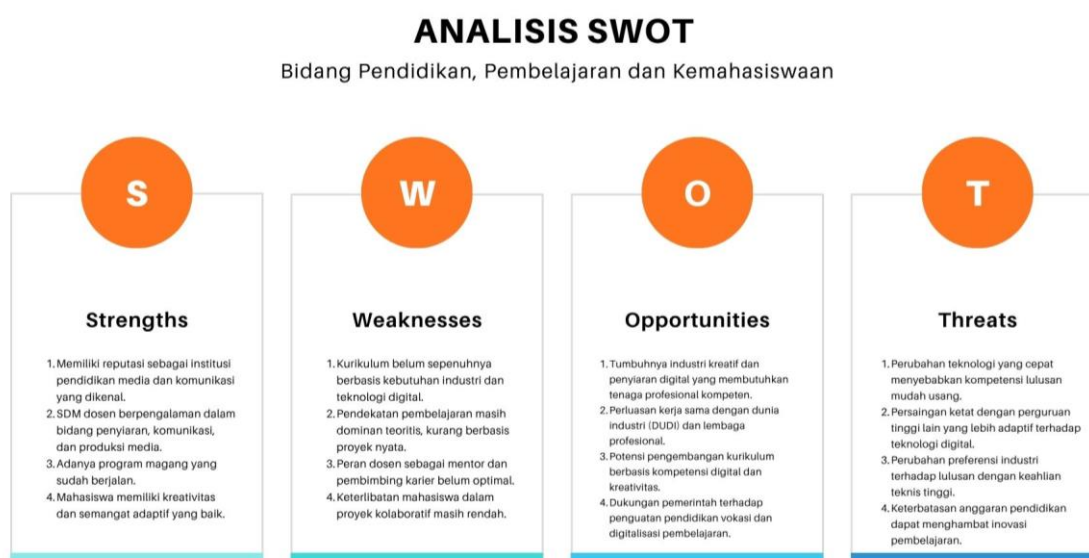 ANALISIS SWOT
Bidang Pendidikan, Pembelajaran dan Kemahasiswaan
S
Strengths
1. Memiliki reputasi sebagai institusi
pendidikan media dan komunikasi
yang dikenal.
2. SDM dosen berpengalaman dalam
bidang penyiaran, komunikasi,
dan produksi media.
3. Adanya program magang yang
sudah berjalan.
4. Mahasiswa memiliki kreativitas
dan semangat adaptif yang baik.
W
Weaknesses
1. Kurikulum belum sepenuhnya
berbasis kebutuhan industri dan
teknologi digital.
2. Pendekatan pembelajaran masih
dominan teoritis, kurang berbasis
proyek nyata.
3. Peran dosen sebagai mentor dan
pembimbing karier belum optimal.
4. Keterlibatan mahasiswa dalam
proyek kolaboratif masih rendah.
O
Opportunities
1. Tumbuhnya industri kreatif dan
penyiaran digital yang membutuhkan
tenaga profesional kompeten.
2. Perluasan kerja sama dengan dunia
industri (DUDI) dan lembaga
profesional.
3. Potensi pengembangan kurikulum
berbasis kompetensi digital dan
kreativitas.
4. Dukungan pemerintah terhadap
penguatan pendidikan vokasi dan
digitalisasi pembelajaran.
T
Threats
1. Perubahan teknologi yang cepat
menyebabkan kompetensi lulusan
mudah usang.
2. Persaingan ketat dengan perguruan
tinggi lain yang lebih adaptif terhadap
teknologi digital.
3. Perubahan preferensi industri
terhadap lulusan dengan keahlian
teknis tinggi.
4. Keterbatasan anggaran pendidikan
dapat menghambat inovasi
pembelajaran.